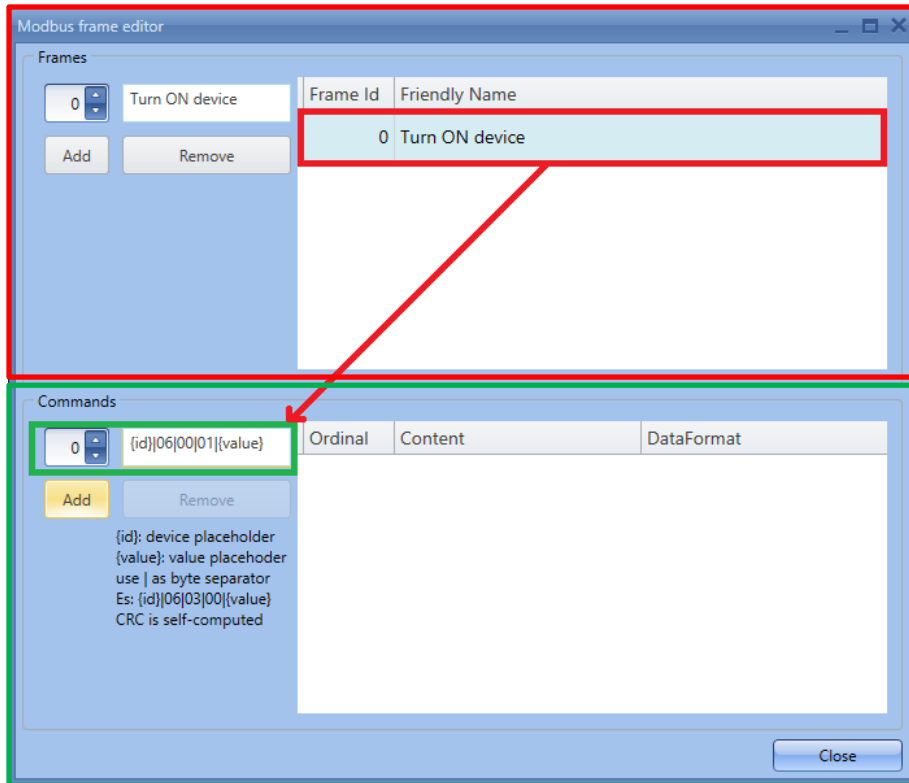 Modbus frame editor
Frames
0 Turn ON device
Add Remove
Frame Id Friendly Name
0 Turn ON device
Commands
0 {id}|06|00|01|{value}
Add Remove
{id}: device placeholder
{value}: value placehoder
use | as byte separator
Es: {id}|06|03|00|{value}
CRC is self-computed
Ordinal Content DataFormat
Close